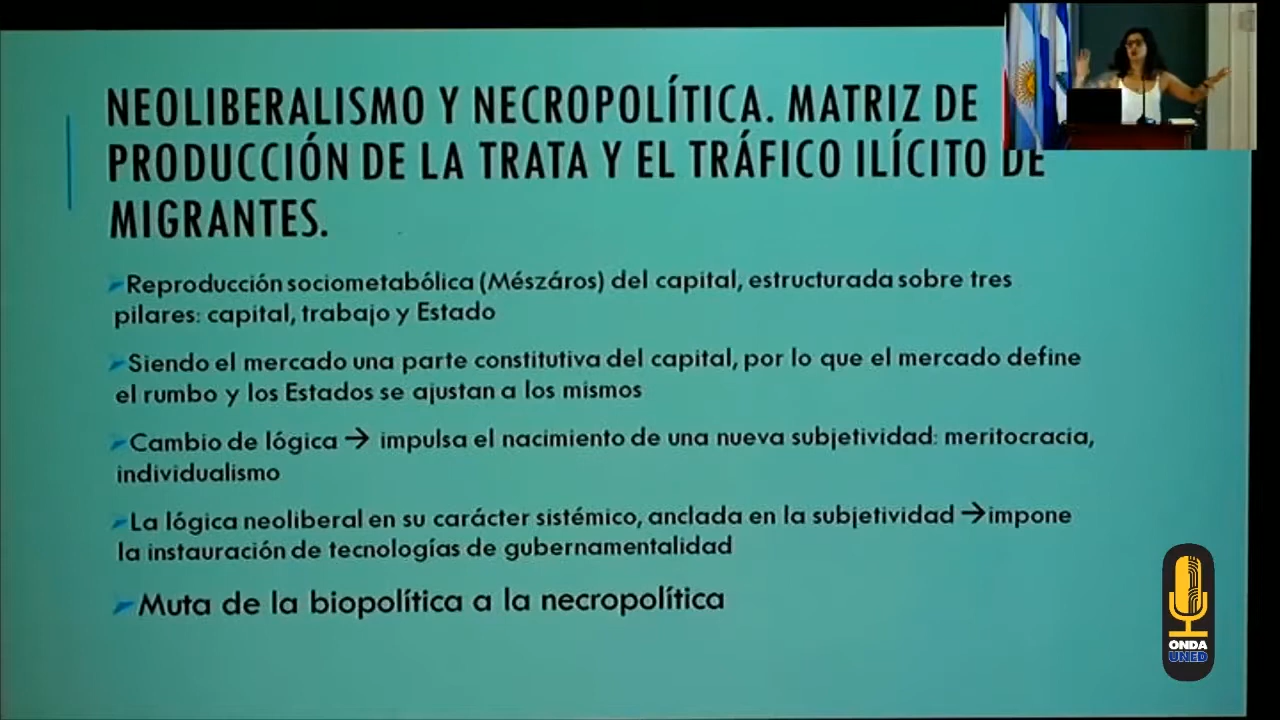 NEOLIBERALISMO Y NECROPOLÍTICA. MATRIZ DE
PRODUCCIÓN DE LA TRATA Y EL TRÁFICO ILÍCITO DE
MIGRANTES.
➤Reproducción sociometabólica (Mészáros) del capital, estructurada sobre tres
pilares: capital, trabajo y Estado
➤Siendo el mercado una parte constitutiva del capital, por lo que el mercado define
el rumbo y los Estados se ajustan a los mismos
➤Cambio de lógica → impulsa el nacimiento de una nueva subjetividad: meritocracia,
individualismo
➤La lógica neoliberal en su carácter sistémico, anclada en la subjetividad →impone
la instauración de tecnologías de gubernamentalidad
➤Muta de la biopolítica a la necropolítica
ONDA
UNED